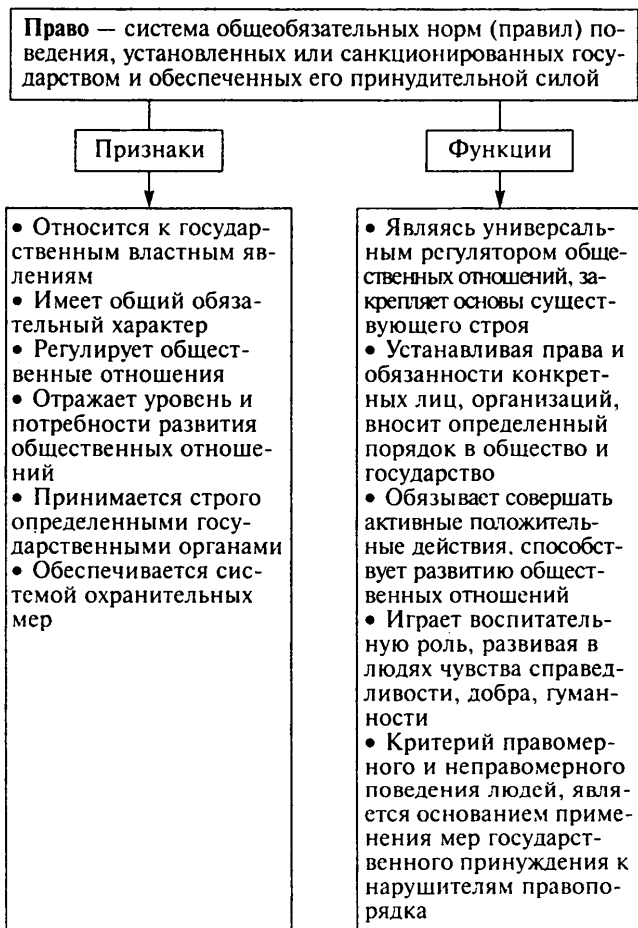 Право — система общеобязательных норм (правил) по-
ведения, установленных или санкционированных госу-
дарством и обеспеченных его принудительной силой
Признаки
• Относится к государ-
ственным властным яв-
лениям
• Имеет общий обяза-
тельный характер
• Регулирует общест-
венные отношения
• Отражает уровень и
потребности развития
общественных отноше-
ний
• Принимается строго
определенными госу-
дарственными органами
• Обеспечивается сис-
темой охранительных
мер
Функции
• Являясь универсаль-
ным регулятором обще-
ственных отношений, за-
крепляет основы сущест-
вующего строя
• Устанавливая права и
обязанности конкрет-
ных лиц, организаций,
вносит определенный
порядок в общество и
государство
• Обязывает совершать
активные положитель-
ные действия, способст-
вует развитию общест-
венных отношений
• Играет воспитатель-
ную роль, развивая в
людях чувства справед-
ливости, добра, гуман-
ности
• Критерий правомер-
ного и неправомерного
поведения людей, явля-
ется основанием приме-
нения мер государст-
венного принуждения к
нарушителям правопо-
рядка